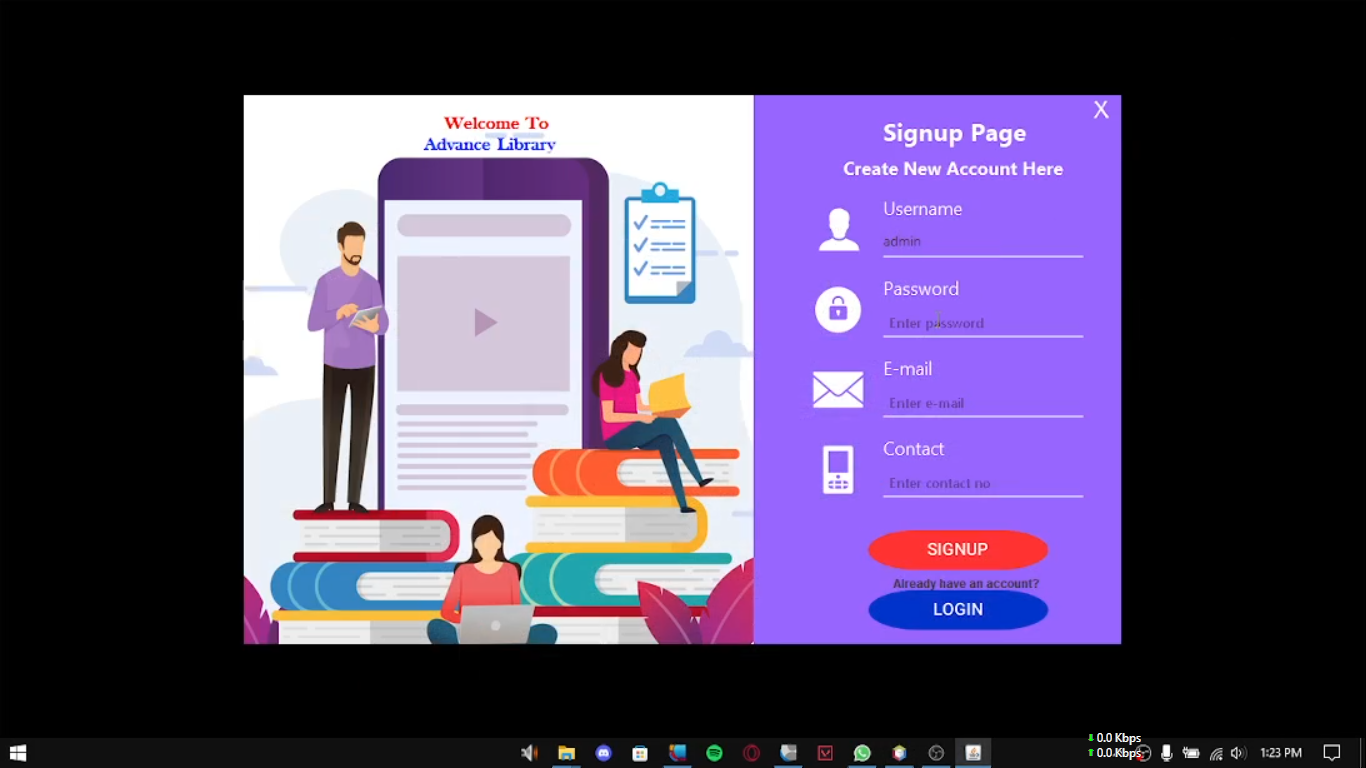 Welcome To
Advance Library
X
Signup Page
Create New Account Here
Username
admin
Password
Enter password
E-mail
Enter e-mail
Contact
Enter contact no
SIGNUP
Already have an account?
LOGIN
0.0 Kbps
0.0 Kbps
1:23 PM